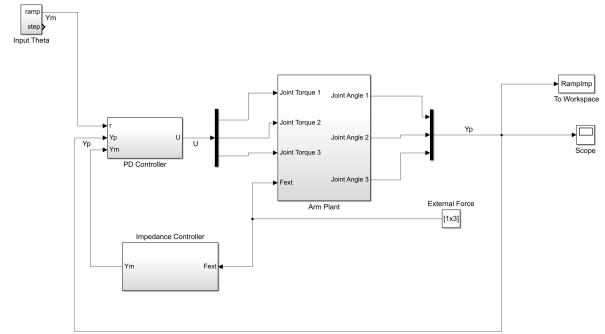 ramp
Ym
step
Input Theta
r
Yp
Ym
U
PD Controller
Yp
U
Joint Torque 1
Joint Torque 2
Joint Torque 3
Fext
Joint Angle 1
Joint Angle 2
Joint Angle 3
Arm Plant
Yp
RampImp
To Workspace
Scope
External Force
[1x3]
Impedance Controller
Ym
Fext